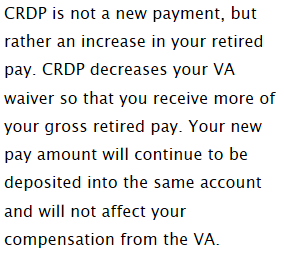 CRDP is not a new payment, but
rather an increase in your retired
pay. CRDP decreases your VA
waiver so that you receive more of
your gross retired pay. Your new
pay amount will continue to be
deposited into the same account
and will not affect your
compensation from the VA.